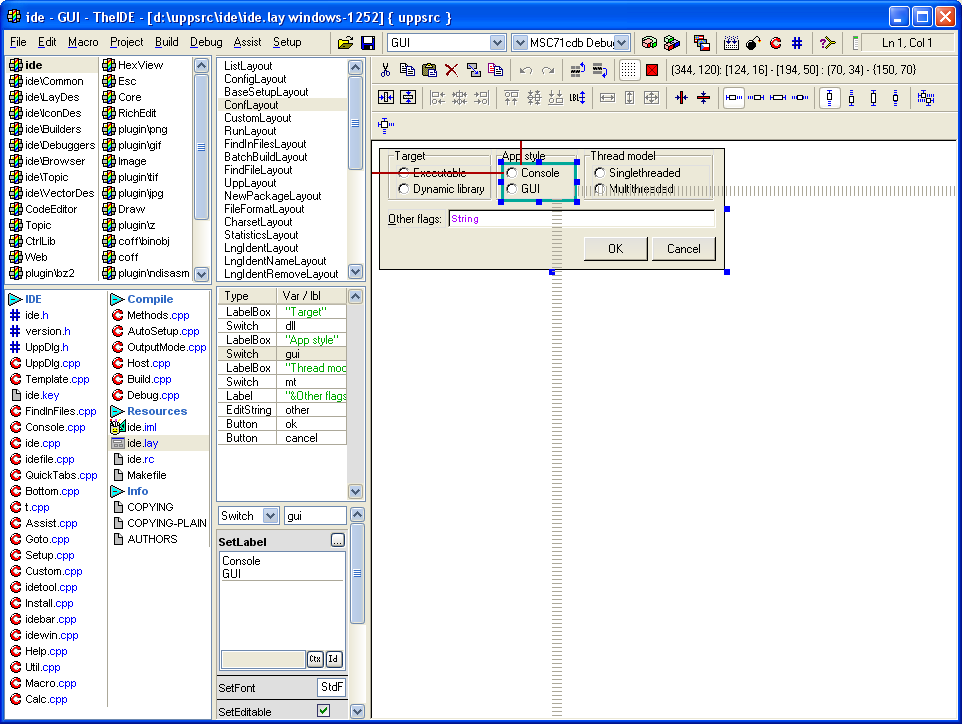 ide - GUI - TheIDE - [d:\uppsrc\ide\ide.lay windows-1252] { uppsrc }
File Edit Macro Project Build Debug Assist Setup
GUI
MSC71cdb Debug
Ln 1, Col 1
ide
ide\Common
ide\LayDes
ide\IconDes
ide\Builders
ide\Debuggers
ide\Browser
ide\Topic
ide\VectorDes
CodeEditor
Topic
CtrlLib
Web
plugin\bz2
HexView
Esc
Core
RichEdit
plugin\png
plugin\gif
Image
plugin\tif
plugin\jpg
Draw
plugin\z
coff\binobj
coff
plugin\ndisasm
ListLayout
ConfigLayout
BaseSetupLayout
ConfLayout
CustomLayout
RunLayout
FindInFilesLayout
BatchBuildLayout
FindFileLayout
UppLayout
NewPackageLayout
FileFormatLayout
CharsetLayout
StatisticsLayout
LngIdentLayout
LngIdentNameLayout
LngIdentRemoveLayout
(344, 120): [124, 16] - [194, 50] : (70, 34) - {150, 70}
LBL
Target
Executable
Dynamic library
App style
Console
GUI
Thread model
Singlethreaded
Multithreaded
Other flags:
String
OK
Cancel
IDE
ide.h
version.h
UppDlg.h
UppDlg.cpp
Template.cpp
ide.key
FindInFiles.cpp
Console.cpp
ide.cpp
idefile.cpp
QuickTabs.cpp
Bottom.cpp
t.cpp
Assist.cpp
Goto.cpp
Setup.cpp
Custom.cpp
idetool.cpp
Install.cpp
idebar.cpp
idewin.cpp
Help.cpp
Util.cpp
Macro.cpp
Calc.cpp
Compile
Methods.cpp
AutoSetup.cpp
OutputMode.cpp
Host.cpp
Build.cpp
Debug.cpp
Resources
ide.iml
ide.lay
ide.rc
Makefile
Info
COPYING
COPYING-PLAIN
AUTHORS
Type Var / lbl
LabelBox "Target"
Switch dll
LabelBox "App style"
Switch gui
LabelBox "Thread mod
Switch mt
Label "&Other flags
EditString other
Button ok
Button cancel
Switch gui
SetLabel ...
Console
GUI
Ctx Id
SetFont StdF
SetEditable